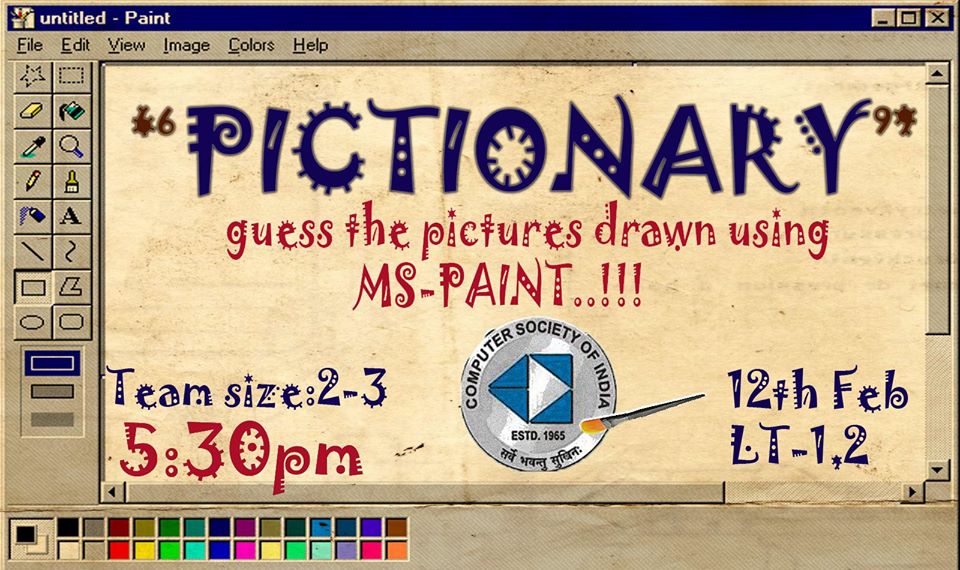 untitled - Paint
File Edit View Image Colors Help
A
“PICTIONARY”
guess the pictures drawn using
MS-PAINT..!!!
COMPUTER SOCIETY OF INDIA
ESTD. 1965
सर्वे भवन्तु सुखिनः
Team size:2-3
5:30pm
12th Feb
LT-1,2